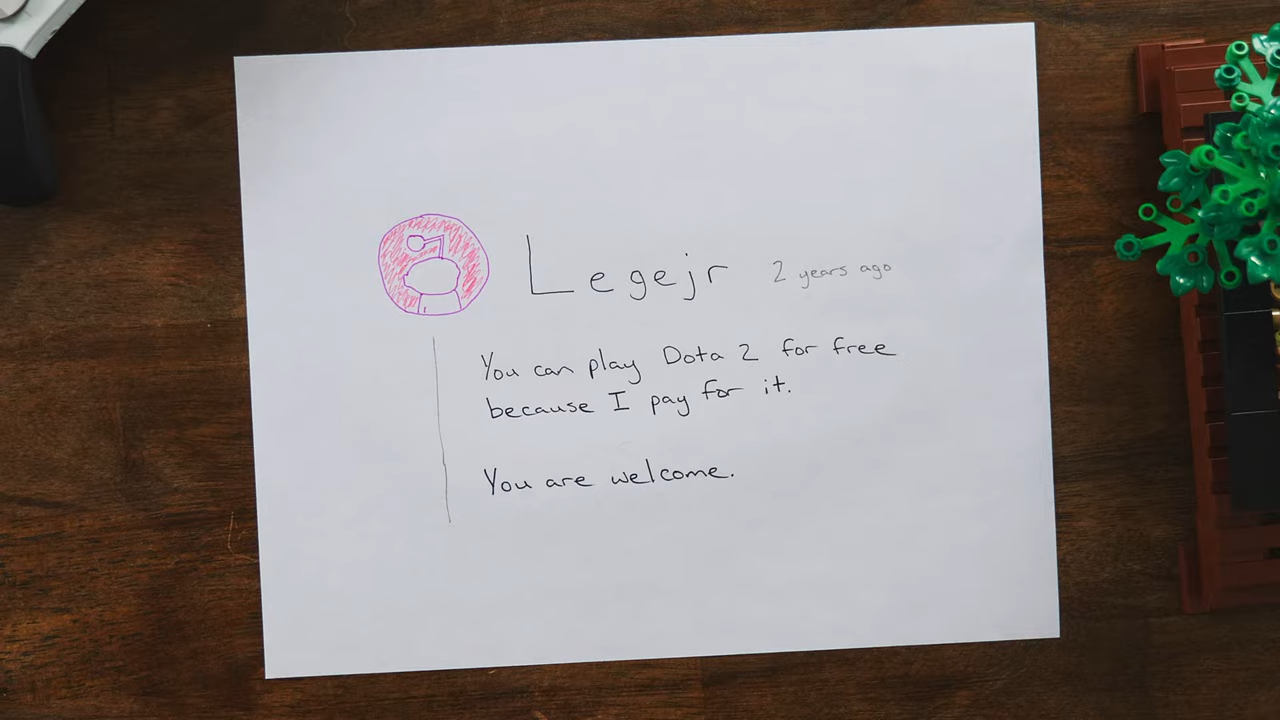 Legejr 2 years ago
You can play Dota 2 for free
because I pay for it.
You are welcome.